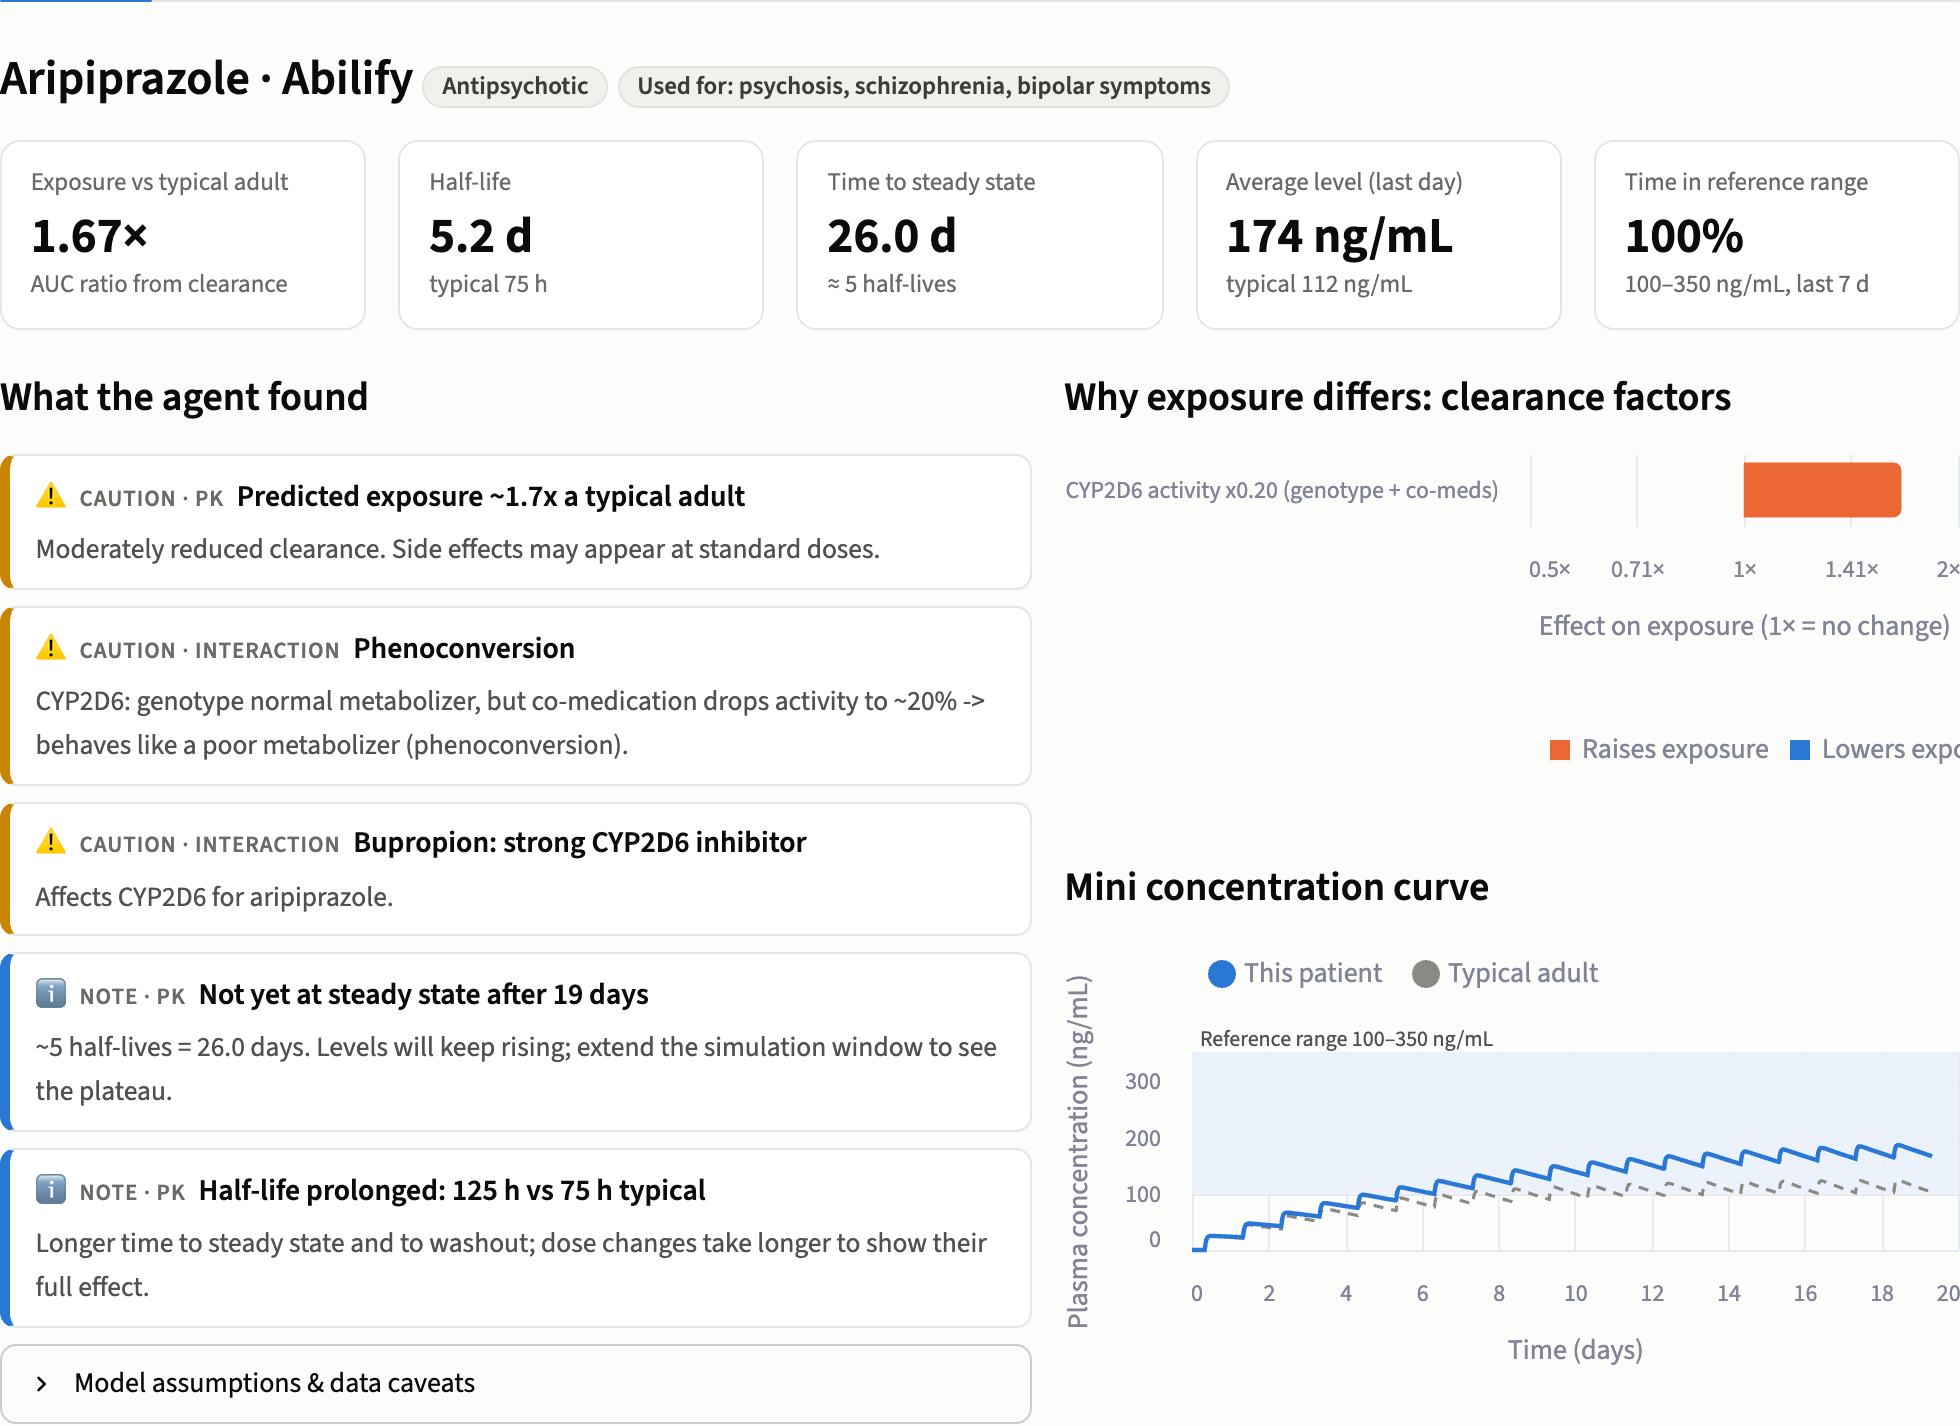 Aripiprazole · Abilify Antipsychotic Used for: psychosis, schizophrenia, bipolar symptoms
Exposure vs typical adult
1.67×
AUC ratio from clearance
Half-life
5.2 d
typical 75 h
Time to steady state
26.0 d
≈ 5 half-lives
Average level (last day)
174 ng/mL
typical 112 ng/mL
Time in reference range
100%
100–350 ng/mL, last 7 d
What the agent found
CAUTION · PK Predicted exposure ~1.7x a typical adult
Moderately reduced clearance. Side effects may appear at standard doses.
CAUTION · INTERACTION Phenoconversion
CYP2D6: genotype normal metabolizer, but co-medication drops activity to ~20% ->
behaves like a poor metabolizer (phenoconversion).
CAUTION · INTERACTION Bupropion: strong CYP2D6 inhibitor
Affects CYP2D6 for aripiprazole.
NOTE · PK Not yet at steady state after 19 days
~5 half-lives = 26.0 days. Levels will keep rising; extend the simulation window to see
the plateau.
NOTE · PK Half-life prolonged: 125 h vs 75 h typical
Longer time to steady state and to washout; dose changes take longer to show their
full effect.
Model assumptions & data caveats
Why exposure differs: clearance factors
CYP2D6 activity x0.20 (genotype + co-meds)
0.5× 0.71× 1× 1.41× 2×
Effect on exposure (1× = no change)
Raises exposure Lowers expo
Mini concentration curve
This patient Typical adult
Reference range 100–350 ng/mL
Plasma concentration (ng/mL)
300
200
100
0
0 2 4 6 8 10 12 14 16 18 20
Time (days)